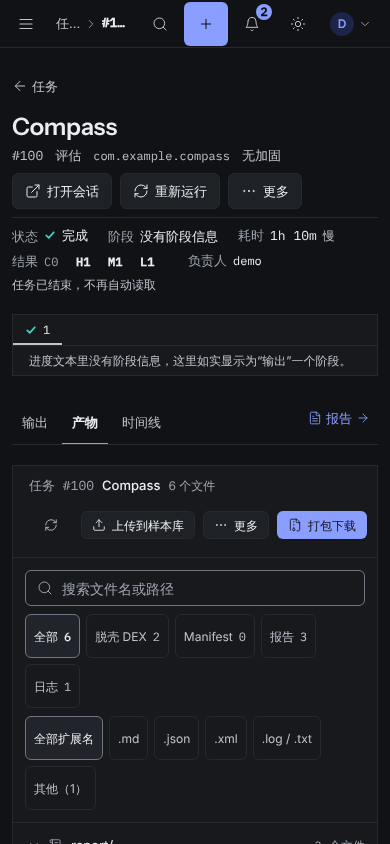 任… > #1…
2
D
← 任务
Compass
#100 评估 com.example.compass 无加固
打开会话 重新运行 ··· 更多
状态 ✓ 完成 阶段 没有阶段信息 耗时 1h 10m 慢
结果 C0 H1 M1 L1 负责人 demo
任务已结束，不再自动读取
✓ 1
进度文本里没有阶段信息，这里如实显示为“输出”一个阶段。
输出 产物 时间线 报告 →
任务 #100 Compass 6 个文件
上传到样本库 ··· 更多 打包下载
搜索文件名或路径
全部 6 脱壳 DEX 2 Manifest 0 报告 3
日志 1
全部扩展名 .md .json .xml .log / .txt
其他（1）